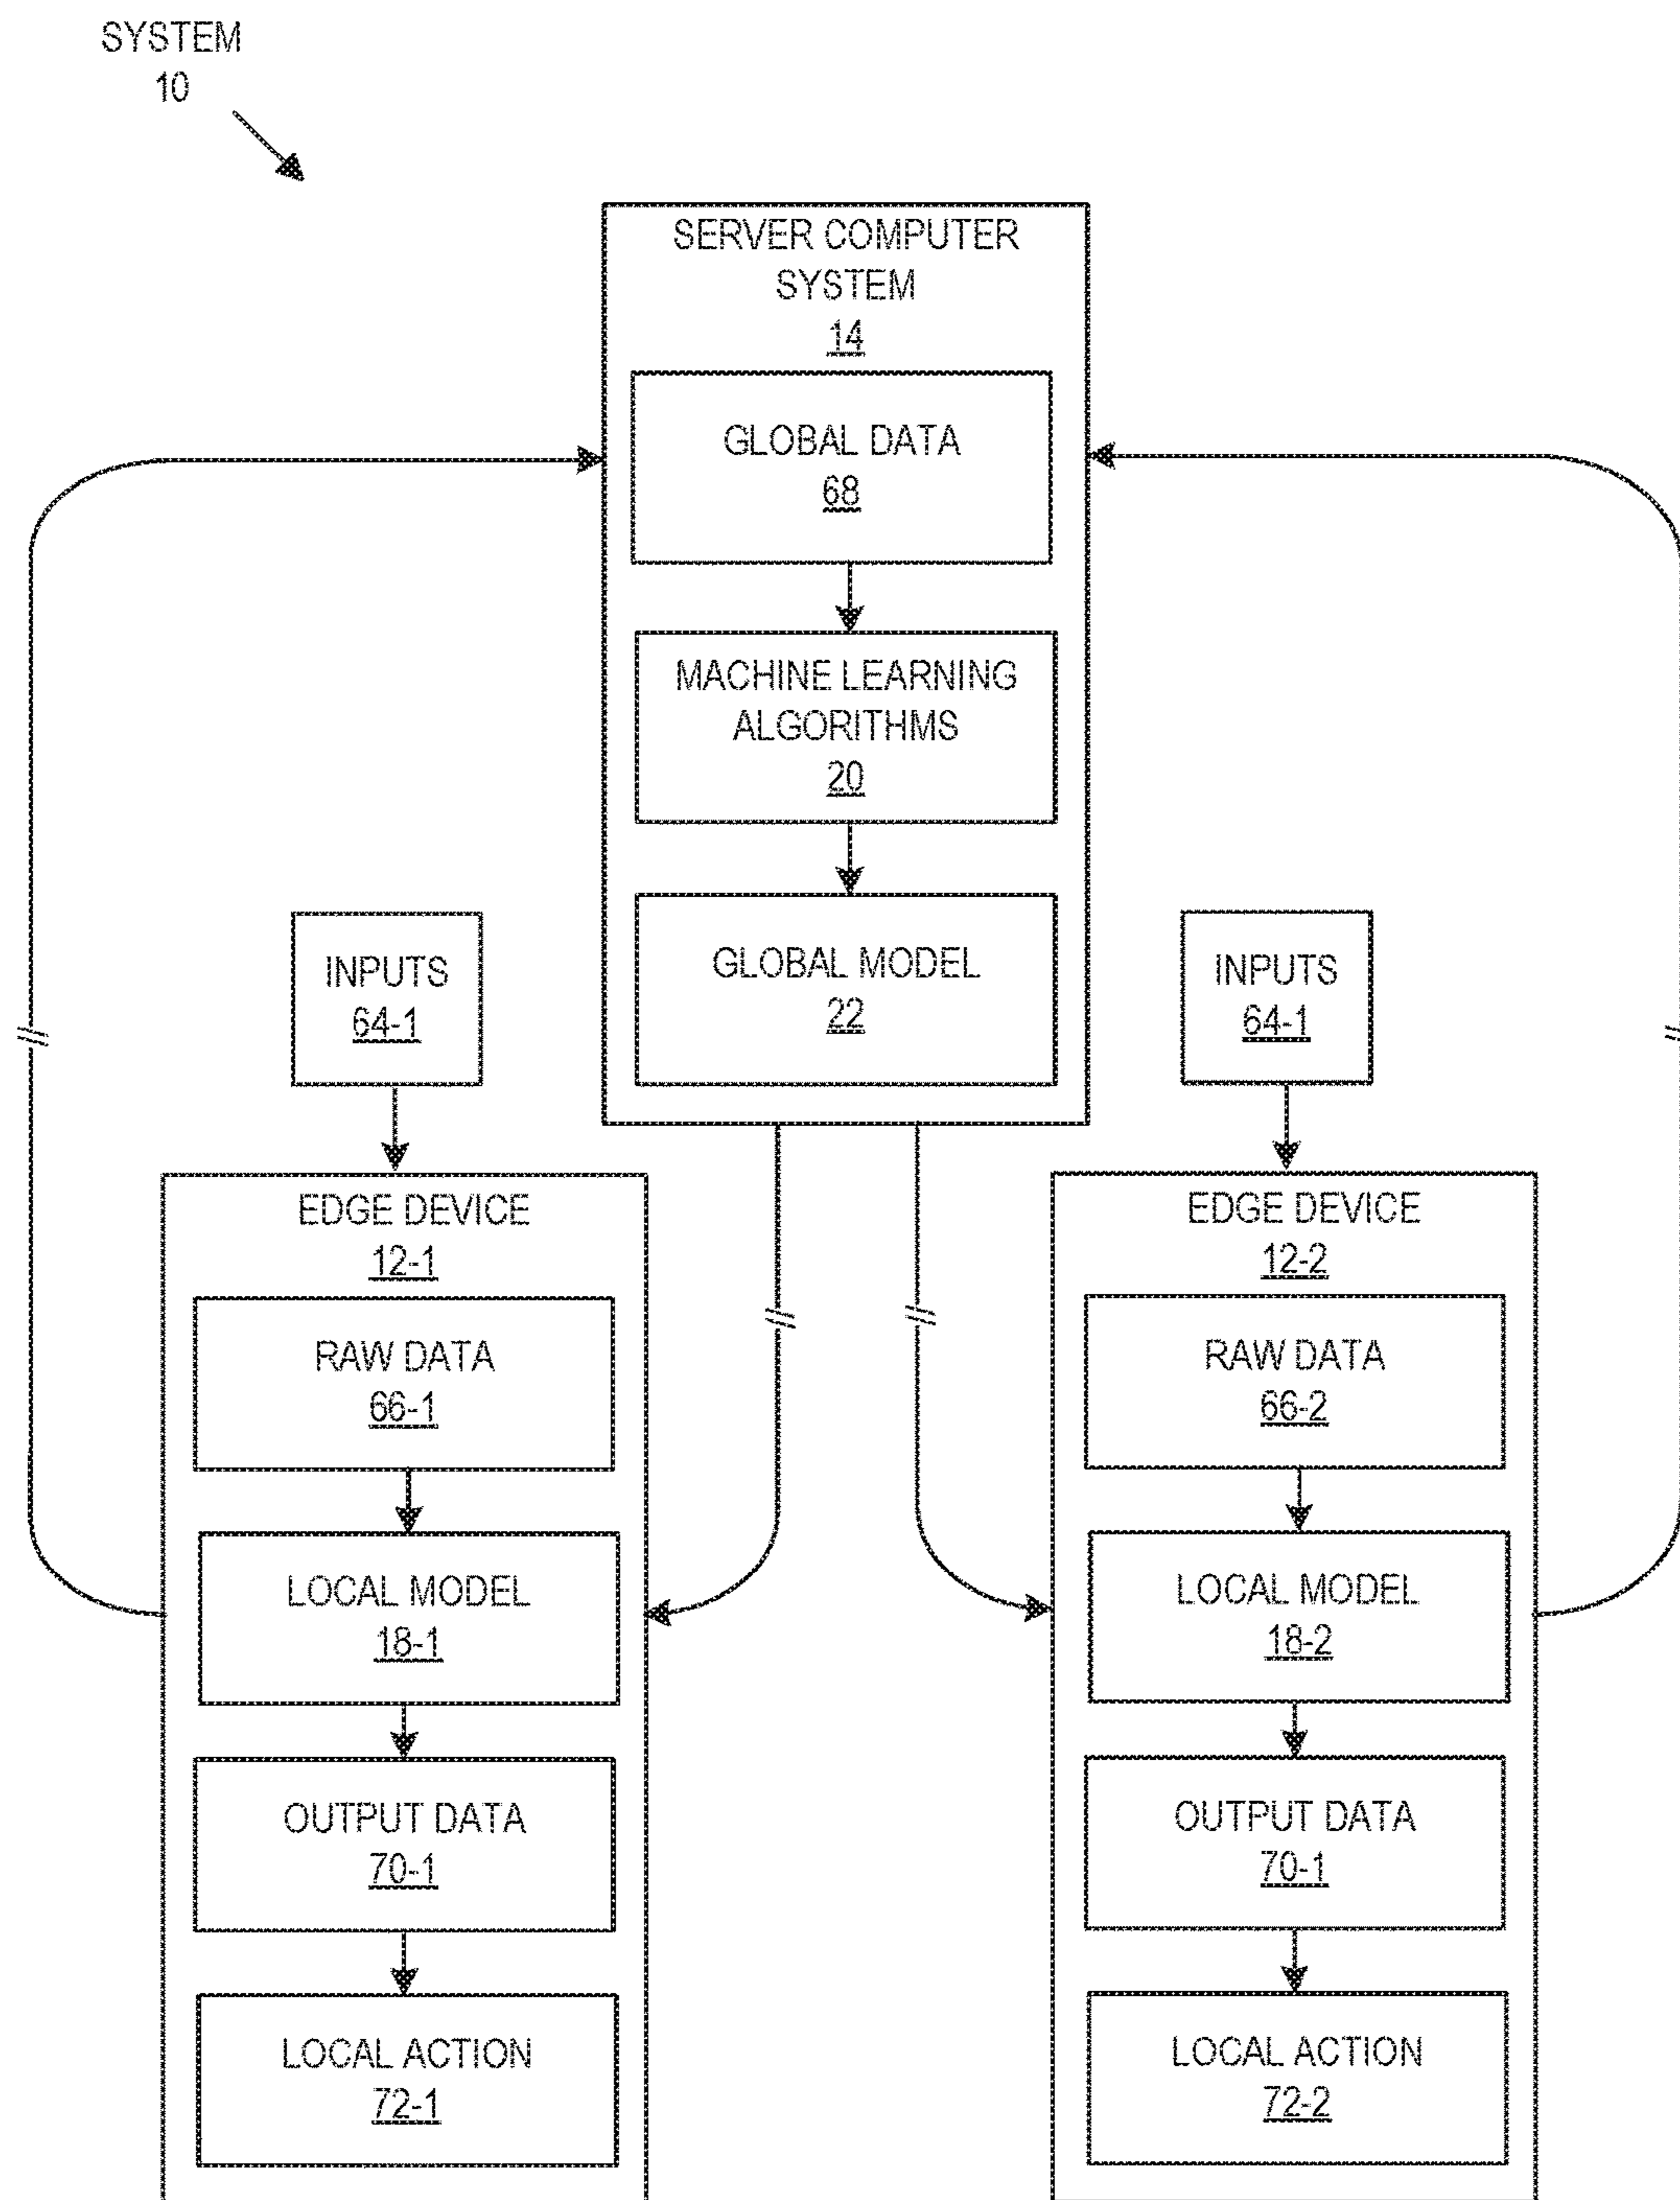 SYSTEM
10
SERVER COMPUTER
SYSTEM
14
GLOBAL DATA
68
MACHINE LEARNING
ALGORITHMS
20
GLOBAL MODEL
22
INPUTS
64-1
INPUTS
64-1
EDGE DEVICE
12-1
RAW DATA
66-1
LOCAL MODEL
18-1
OUTPUT DATA
70-1
LOCAL ACTION
72-1
EDGE DEVICE
12-2
RAW DATA
66-2
LOCAL MODEL
18-2
OUTPUT DATA
70-1
LOCAL ACTION
72-2